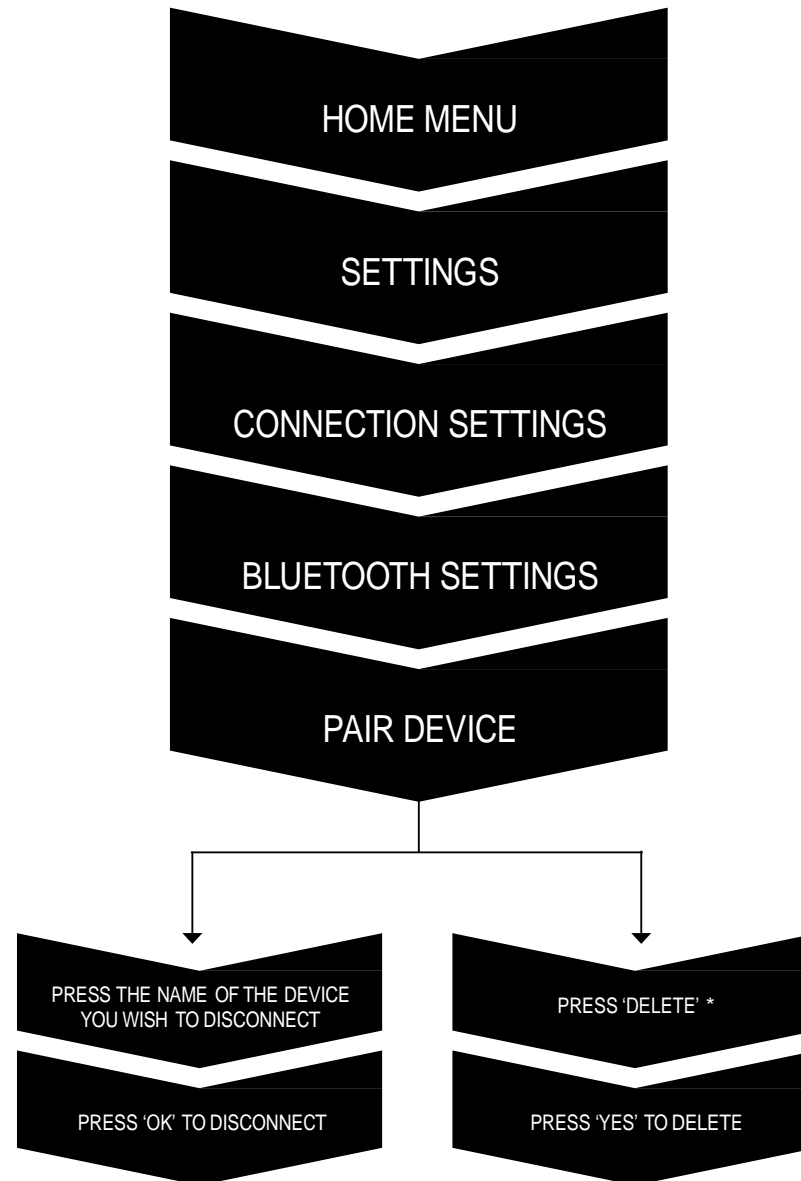 HOME MENU
SETTINGS
CONNECTION SETTINGS
BLUETOOTH SETTINGS
PAIR DEVICE
PRESS THE NAME OF THE DEVICE
YOU WISH TO DISCONNECT
PRESS ‘OK’ TO DISCONNECT
PRESS ‘DELETE’ *
PRESS ‘YES’ TO DELETE